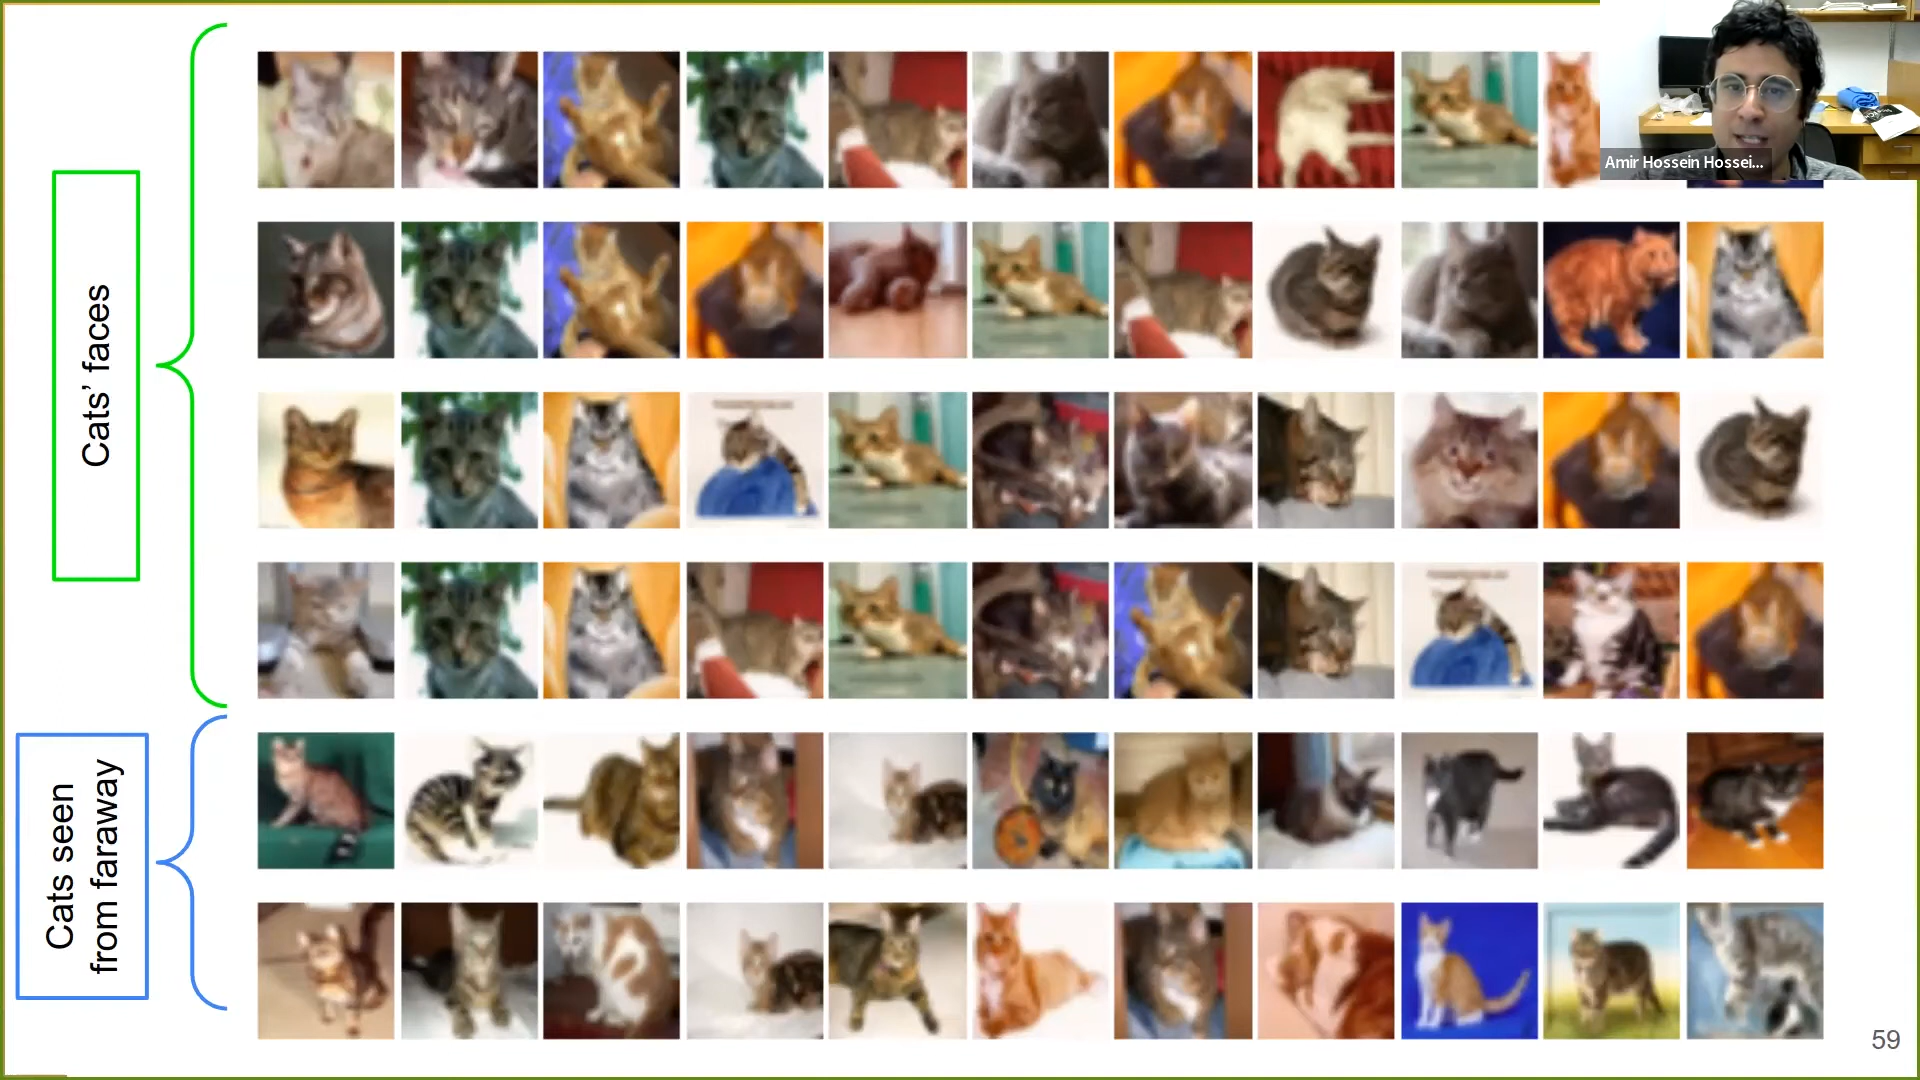 Cats' faces
Cats seen
from faraway
Amir Hossein Hossei...
59